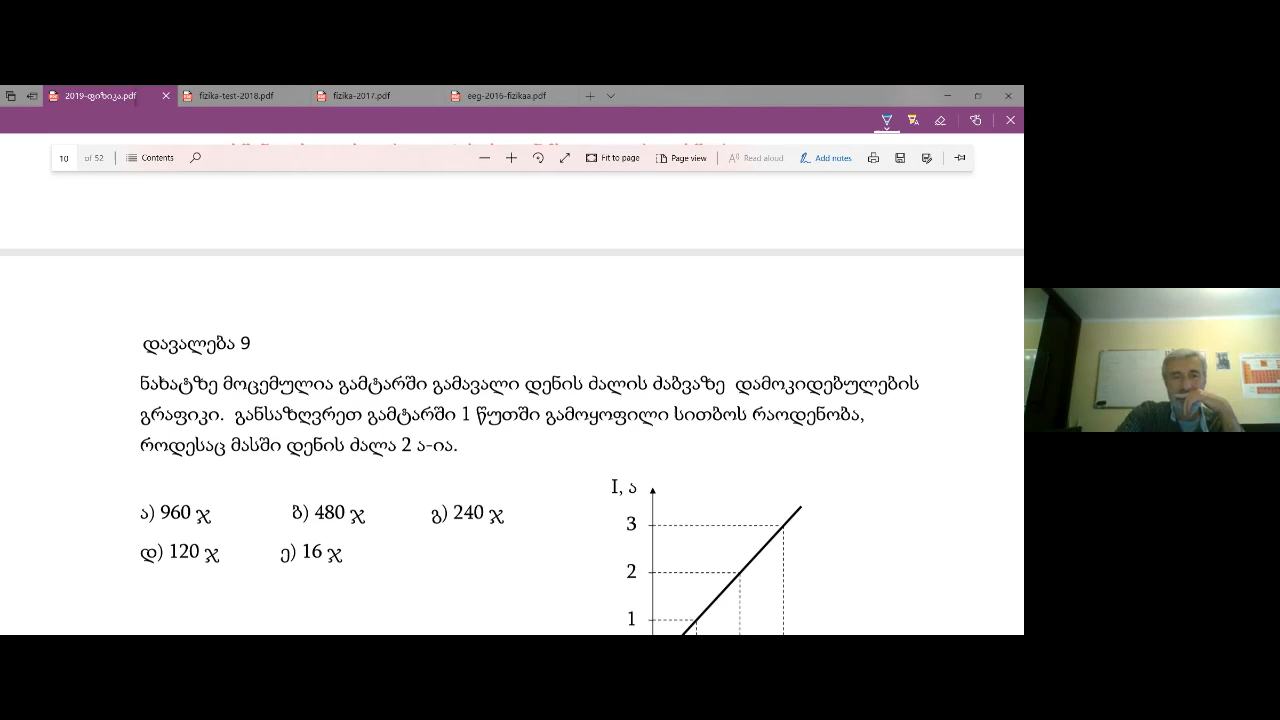 2019-ფიზიკა.pdf
fizika-test-2018.pdf
fizika-2017.pdf
eeg-2016-fizikaa.pdf
10 of 52
Contents
Fit to page
Page view
Read aloud
Add notes
დავალება 9
ნახატზე მოცემულია გამტარში გამავალი დენის ძალის ძაბვაზე დამოკიდებულების
გრაფიკი. განსაზღვრეთ გამტარში 1 წუთში გამოყოფილი სითბოს რაოდენობა,
როდესაც მასში დენის ძალა 2 ა-ია.
ა) 960 ჯ ბ) 480 ჯ გ) 240 ჯ
დ) 120 ჯ ე) 16 ჯ
I, ა
3
2
1